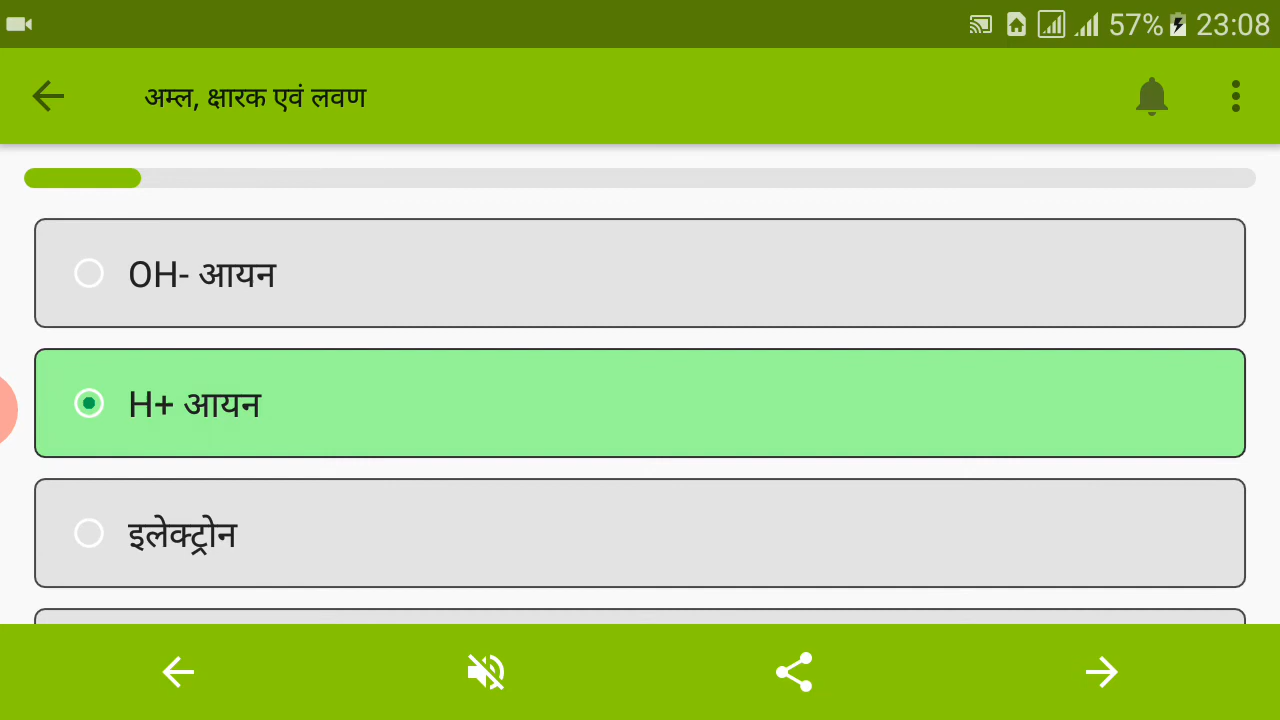 57% 23:08
अम्ल, क्षारक एवं लवण
OH- आयन
H+ आयन
इलेक्ट्रोन